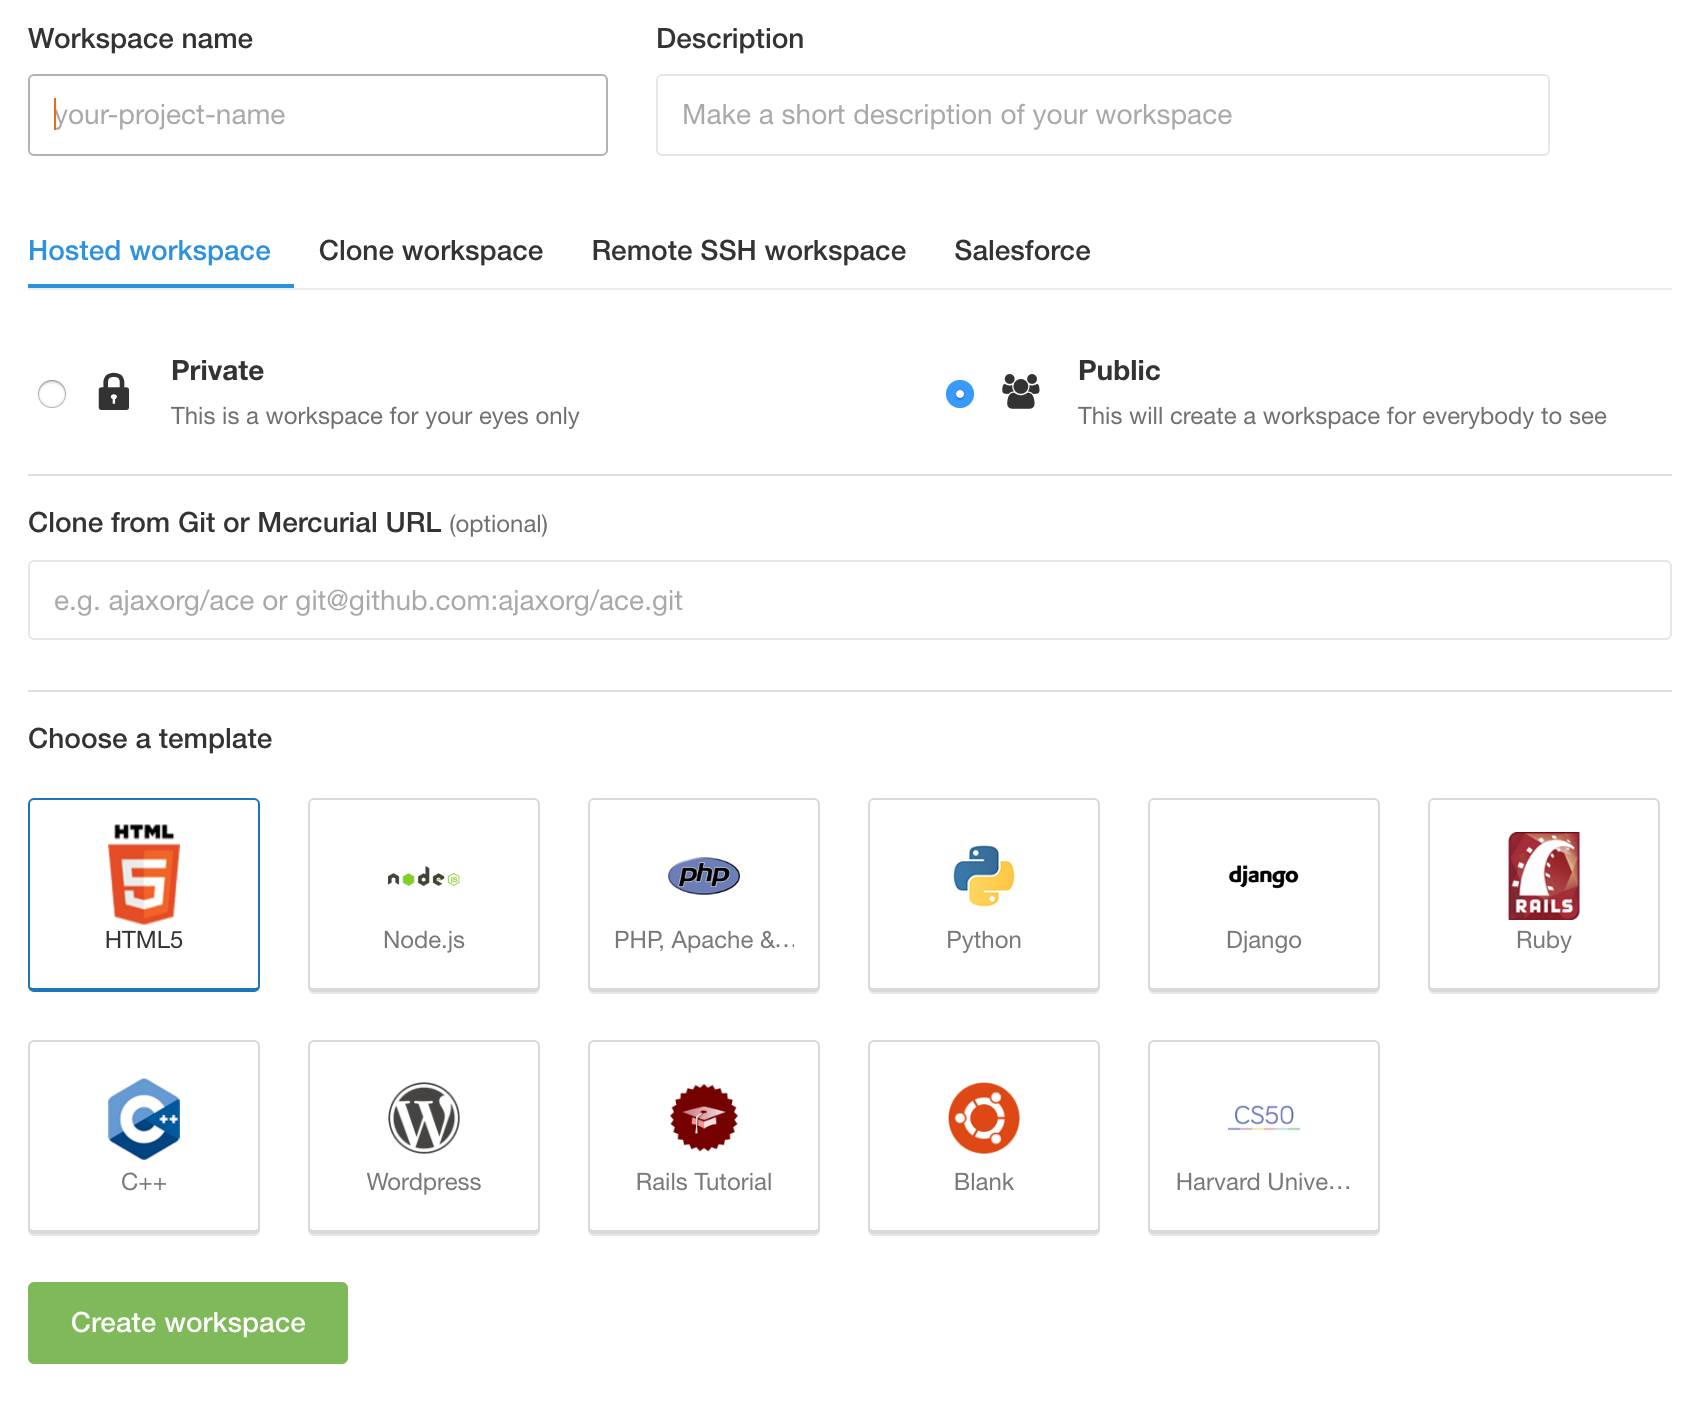 Workspace name
Description
your-project-name
Make a short description of your workspace
Hosted workspace
Clone workspace
Remote SSH workspace
Salesforce
Private
This is a workspace for your eyes only
Public
This will create a workspace for everybody to see
Clone from Git or Mercurial URL (optional)
e.g. ajaxorg/ace or git@github.com:ajaxorg/ace.git
Choose a template
HTML
5
HTML5
node
JS
Node.js
php
PHP, Apache &...
Python
django
Django
RAILS
Ruby
C++
C++
W
Wordpress
Rails Tutorial
Blank
CS50
Harvard Unive...
Create workspace